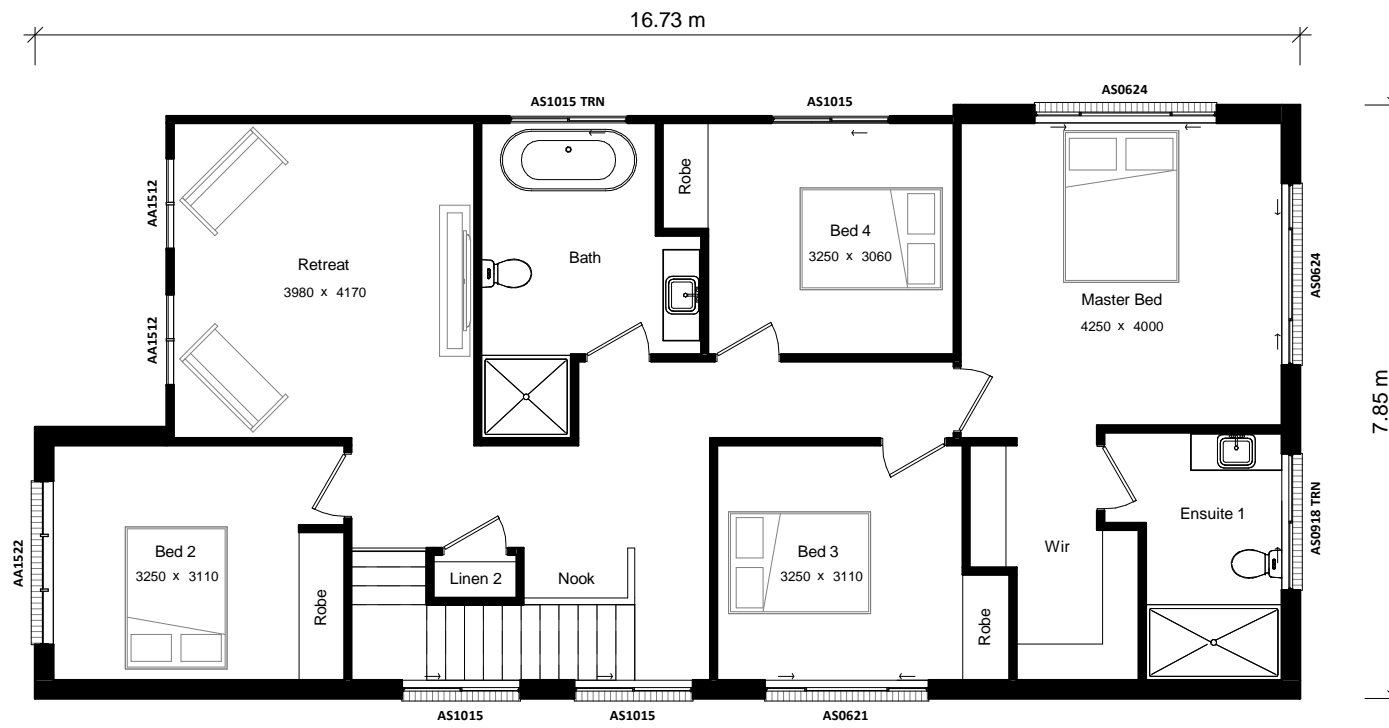 16.73 m
AS0624
AS1015 TRN
AS1015
AA1512
Robe
Bed 4
3250 x 3060
Retreat
3980 x 4170
Bath
AS0624
Master Bed
4250 x 4000
AA1512
7.85 m
AA1522
Bed 2
3250 x 3110
Robe
Linen 2
Nook
Bed 3
3250 x 3110
Robe
Wir
Ensuite 1
AS0918 TRN
AS1015
AS1015
AS0621